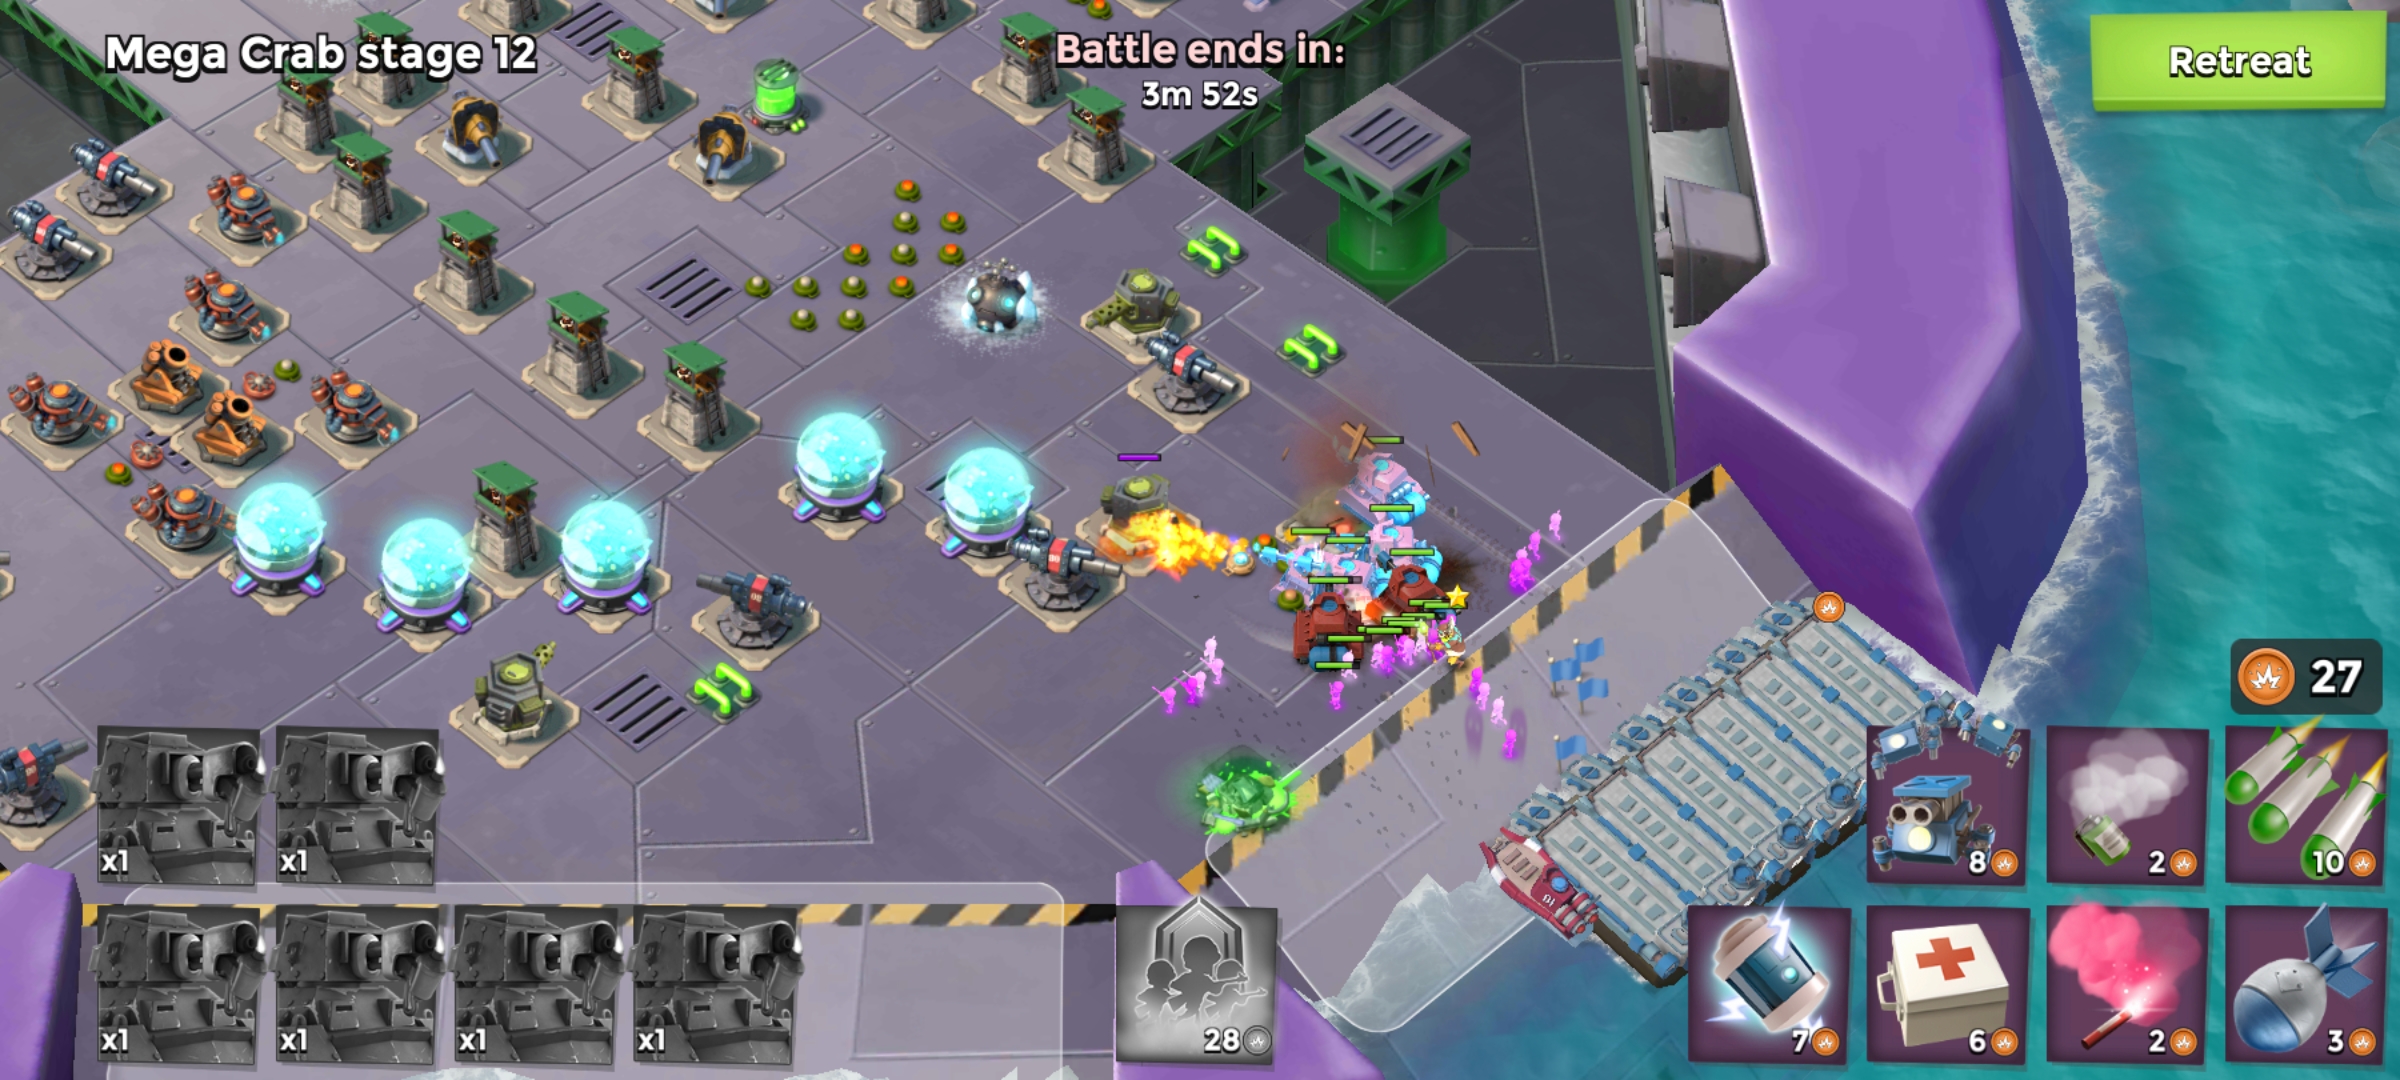 Mega Crab stage 12
Battle ends in:
3m 52s
Retreat
27
x1
x1
8
2
10
x1
x1
x1
x1
28
7
6
2
3